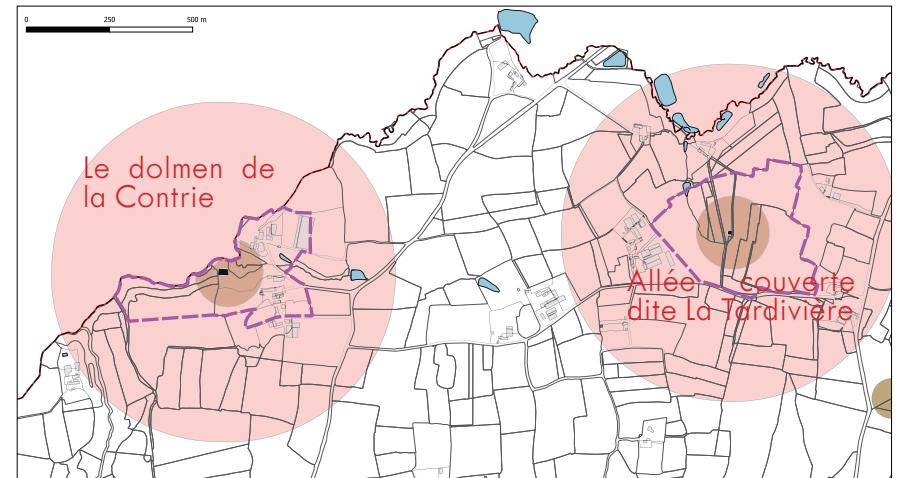 0 250 500 m
Le dolmen de
la Contrie
Allée couverte
dite La Tardivière